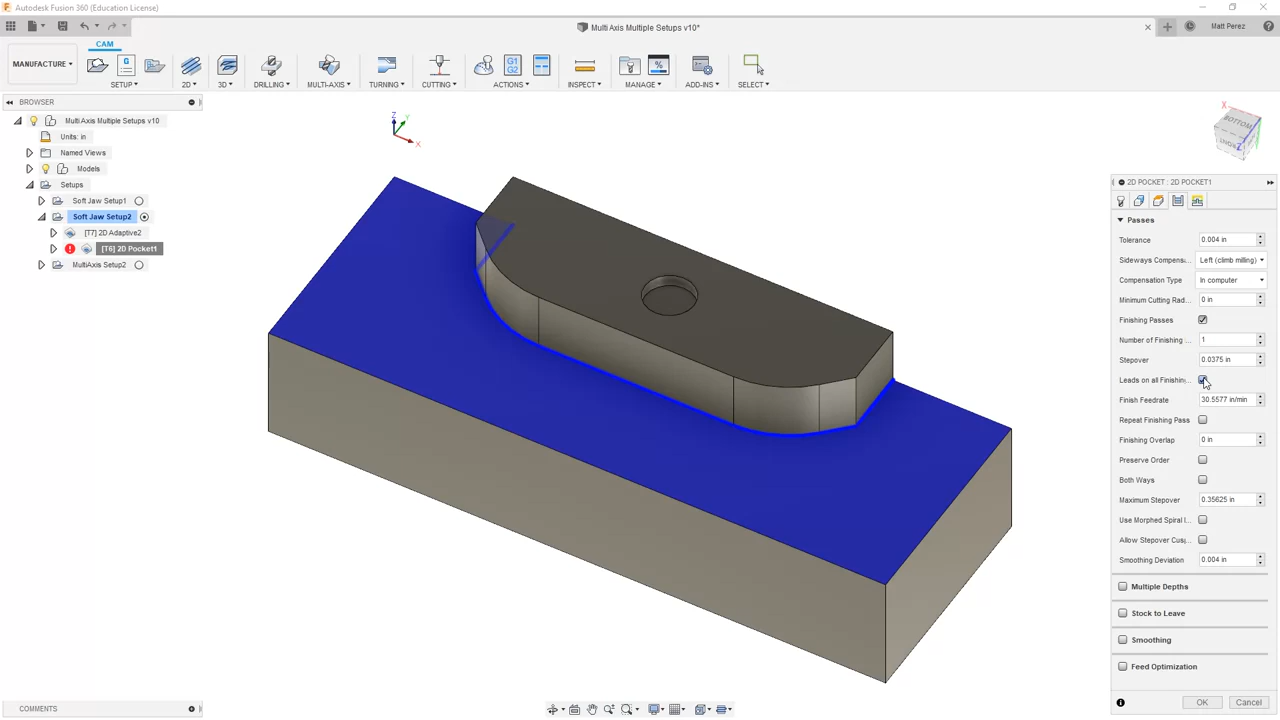 Autodesk Fusion 360 (Education License)
Multi Axis Multiple Setups v10*
Matt Perez
CAM
MANUFACTURE
SETUP
2D
3D
DRILLING
MULTI-AXIS
TURNING
CUTTING
G1
G2
ACTIONS
INSPECT
MANAGE
ADD-INS
SELECT
BROWSER
Multi Axis Multiple Setups v10
Units: in
Named Views
Models
Setups
Soft Jaw Setup1
Soft Jaw Setup2
[T7] 2D Adaptive2
[T6] 2D Pocket1
MultiAxis Setup2
Z
Y
X
X
BOTTOM
Z
2D POCKET : 2D POCKET1
Passes
Tolerance 0.004 in
Sideways Compensa... Left (climb milling)
Compensation Type In computer
Minimum Cutting Rad... 0 in
Finishing Passes
Number of Finishing ... 1
Stepover 0.0375 in
Leads on all Finishing...
Finish Feedrate 30.5577 in/min
Repeat Finishing Pass
Finishing Overlap 0 in
Preserve Order
Both Ways
Maximum Stepover 0.35625 in
Use Morphed Spiral
Allow Stepover Cusp...
Smoothing Deviation 0.004 in
Multiple Depths
Stock to Leave
Smoothing
Feed Optimization
OK Cancel
COMMENTS